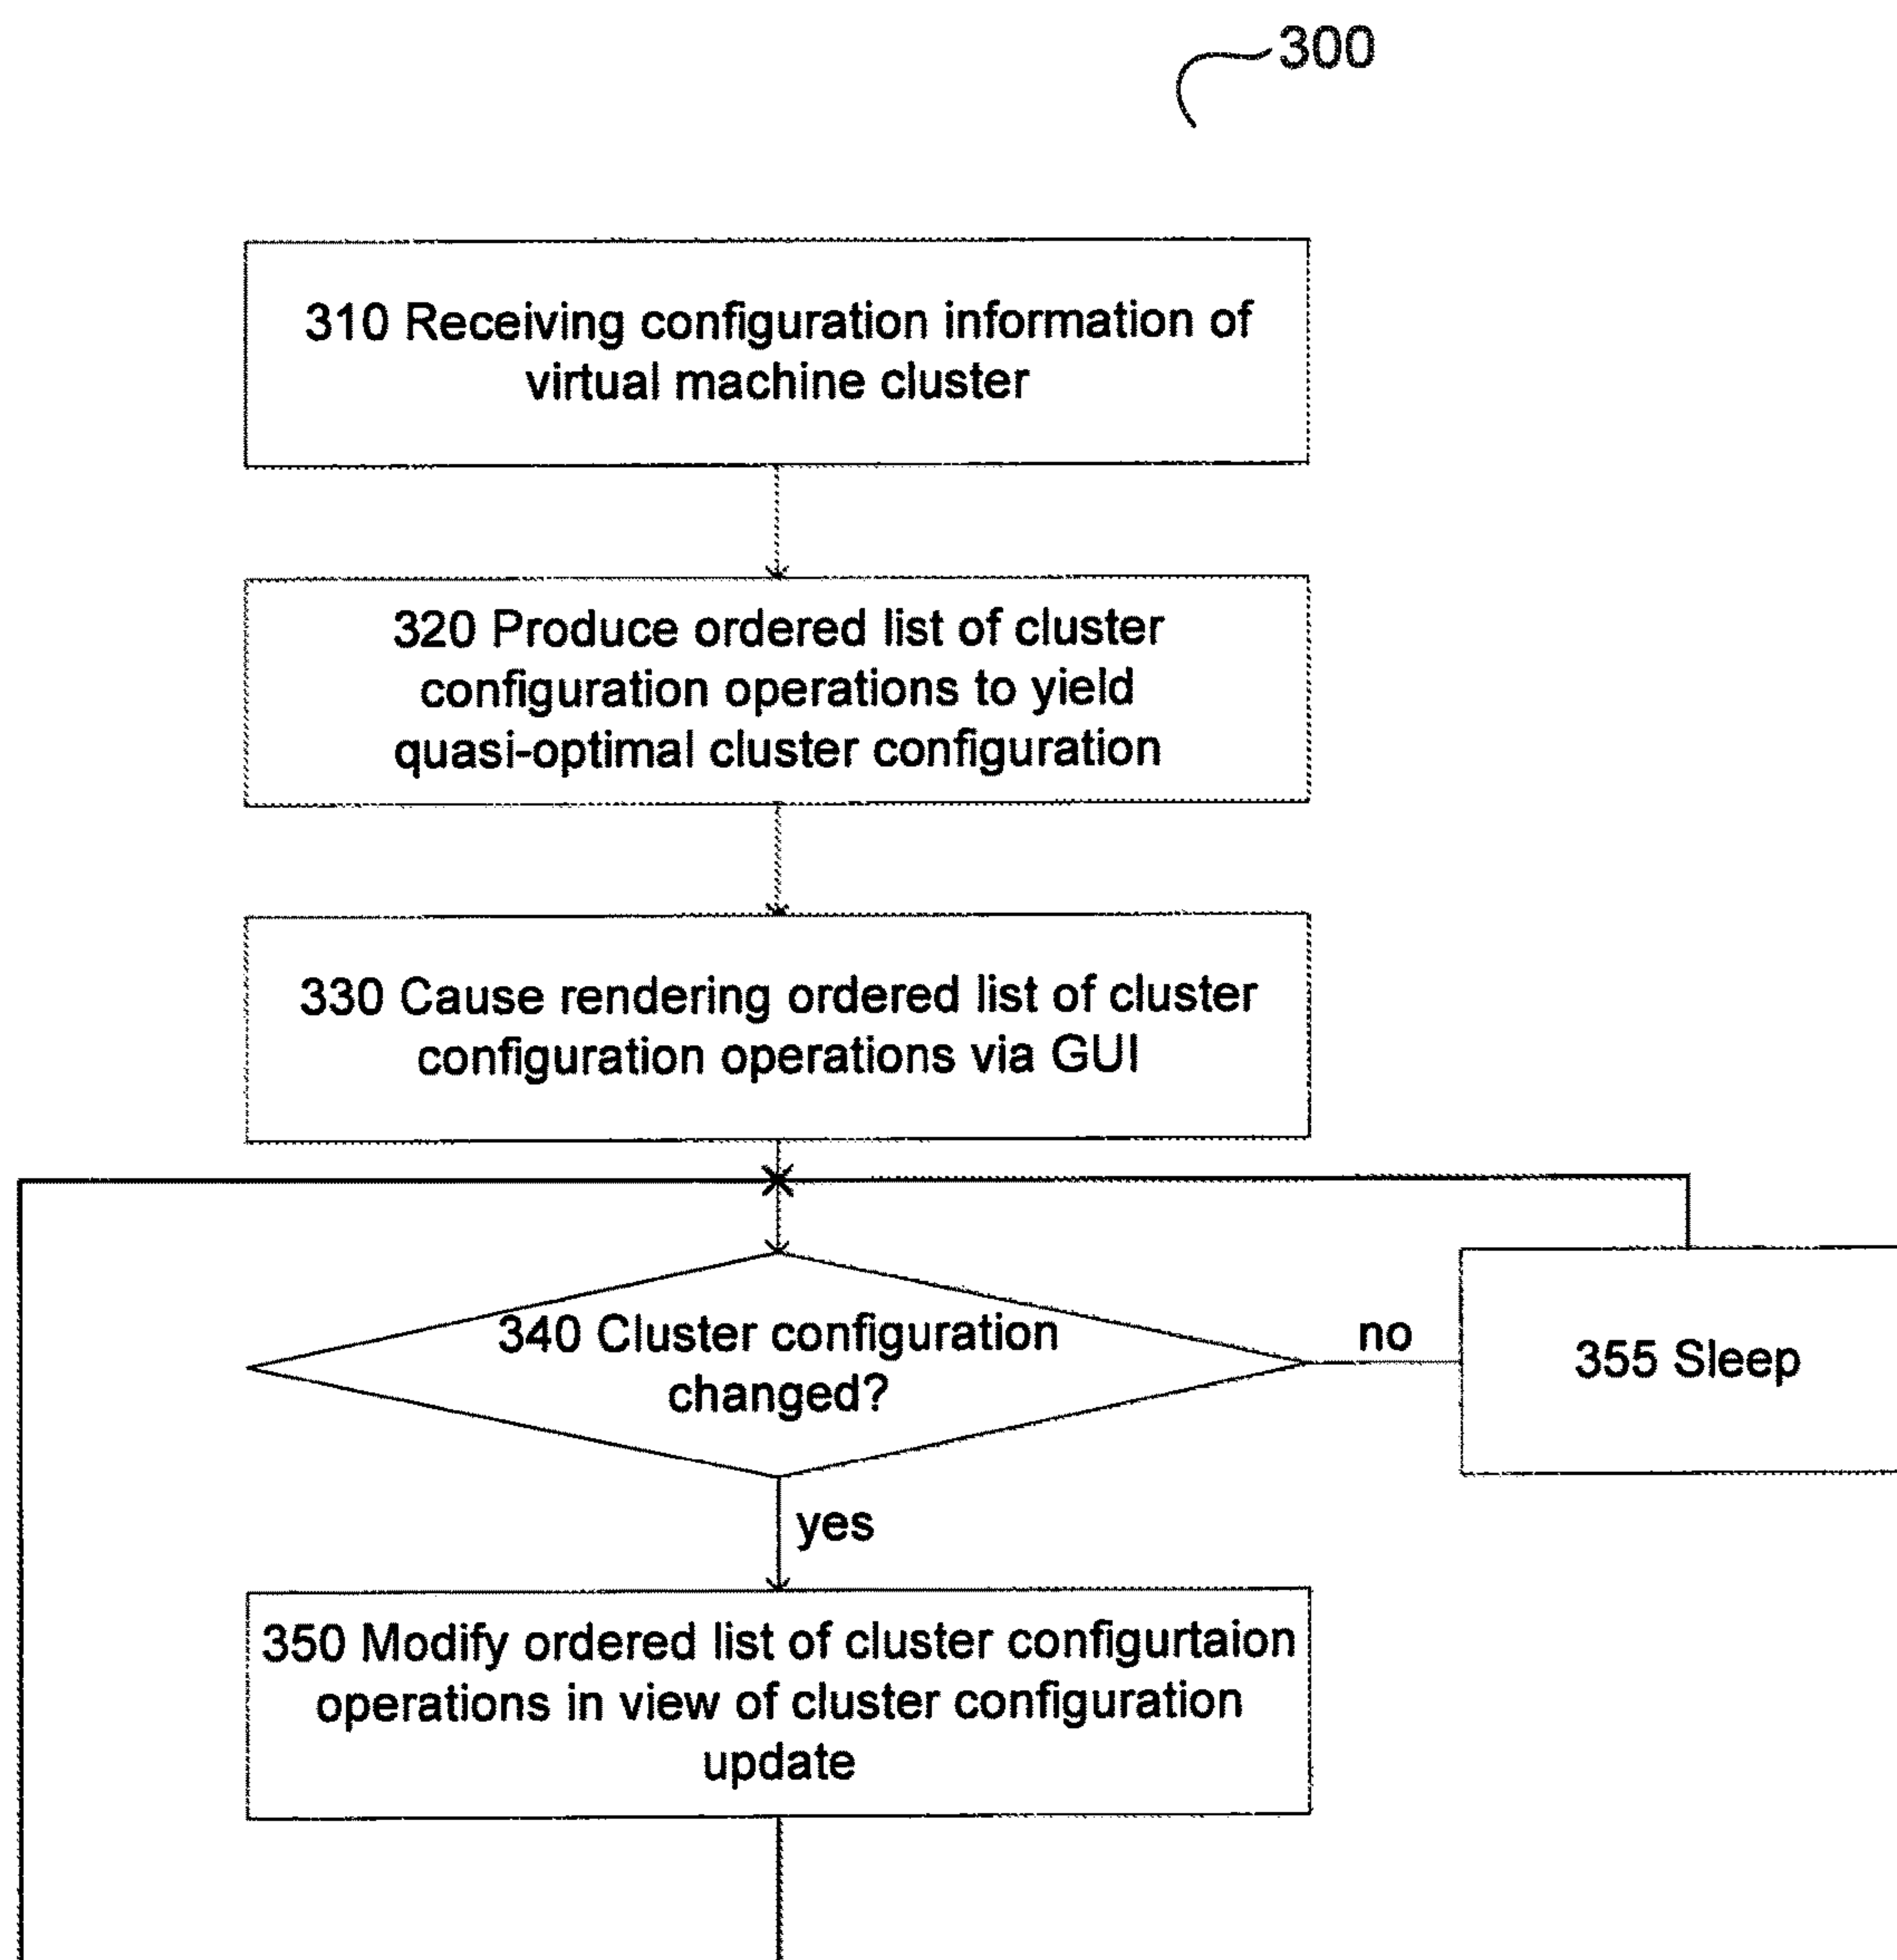 300
310 Receiving configuration information of
virtual machine cluster
320 Produce ordered list of cluster
configuration operations to yield
quasi-optimal cluster configuration
330 Cause rendering ordered list of cluster
configuration operations via GUI
340 Cluster configuration
changed?
no
355 Sleep
yes
350 Modify ordered list of cluster configurtaion
operations in view of cluster configuration
update